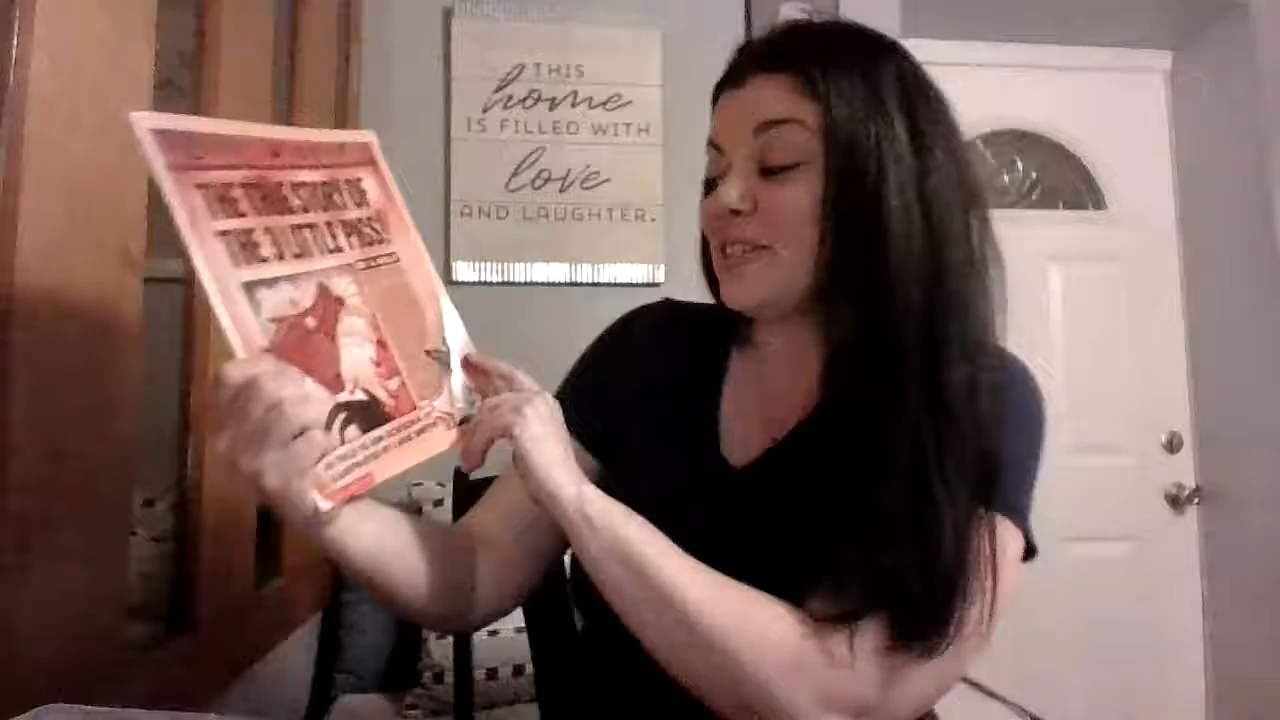 THE TRUE STORY OF
THE 3 LITTLE PIGS!
THIS
home
IS FILLED WITH
love
AND LAUGHTER.